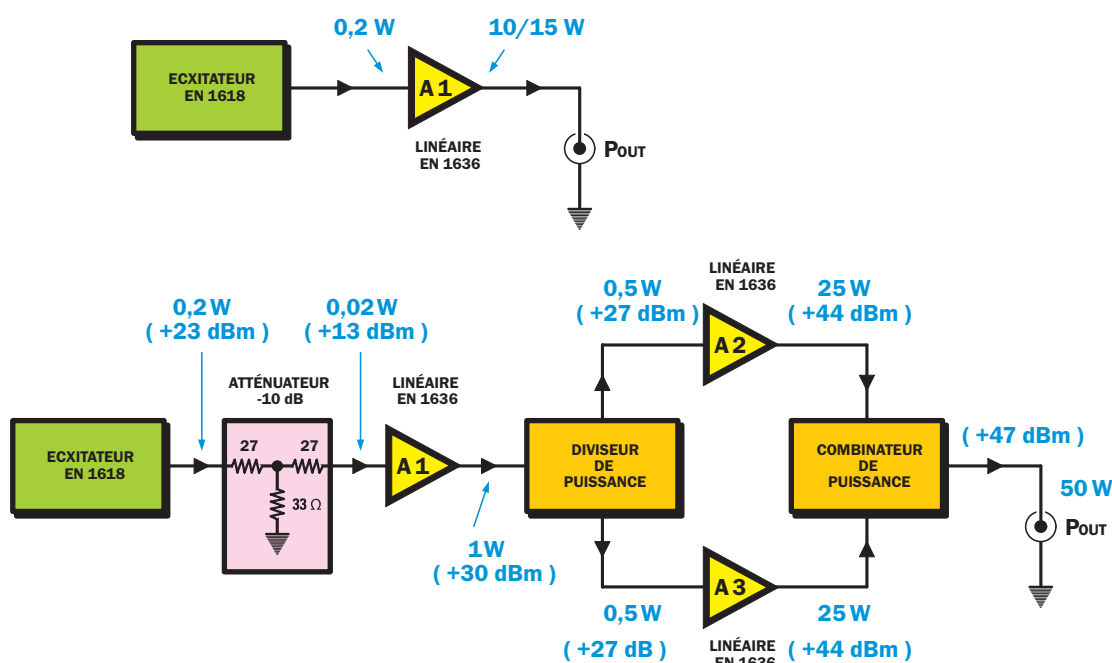 0,2 W
10/15 W
ECXITATEUR
EN 1618
A1
LINÉAIRE
EN 1636
POUT
0,2 W
( +23 dBm )
0,02 W
( +13 dBm )
ATTÉNUATEUR
-10 dB
LINÉAIRE
EN 1636
0,5 W
( +27 dBm )
LINÉAIRE
EN 1636
25 W
( +44 dBm )
A2
ECXITATEUR
EN 1618
27
27
33 Ω
A1
1 W
( +30 dBm )
DIVISEUR
DE
PUISSANCE
COMBINATEUR
DE
PUISSANCE
( +47 dBm )
50 W
POUT
A3
0,5 W
( +27 dB )
LINÉAIRE
EN 1636
25 W
( +44 dBm )